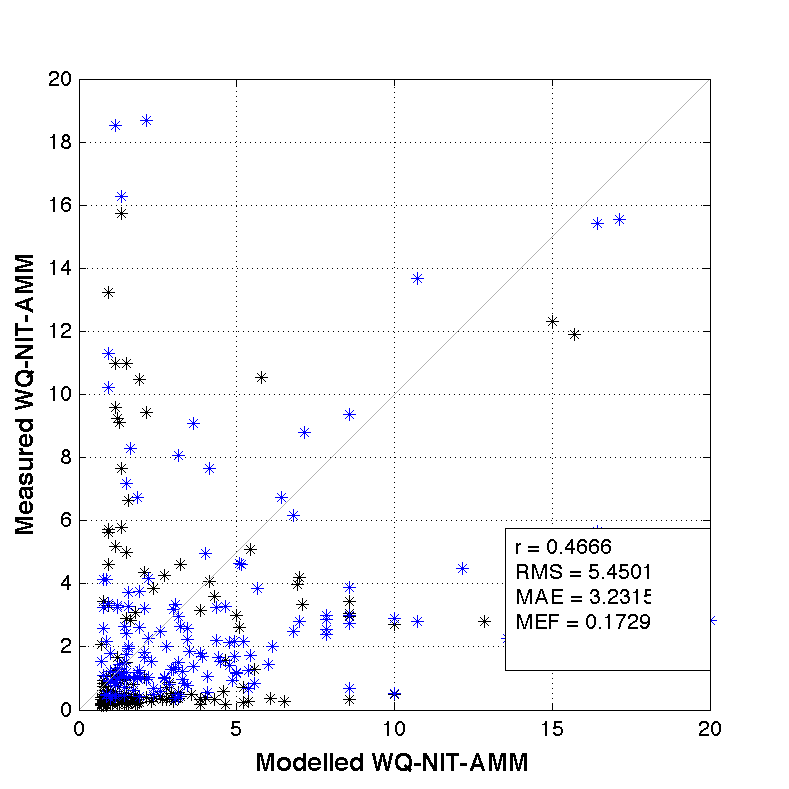 20
18
16
14
12
10
8
6
4
2
0
Measured WQ-NIT-AMM
r = 0.4666
RMS = 5.4501
MAE = 3.2315
MEF = 0.1729
0
5
10
15
20
Modelled WQ-NIT-AMM